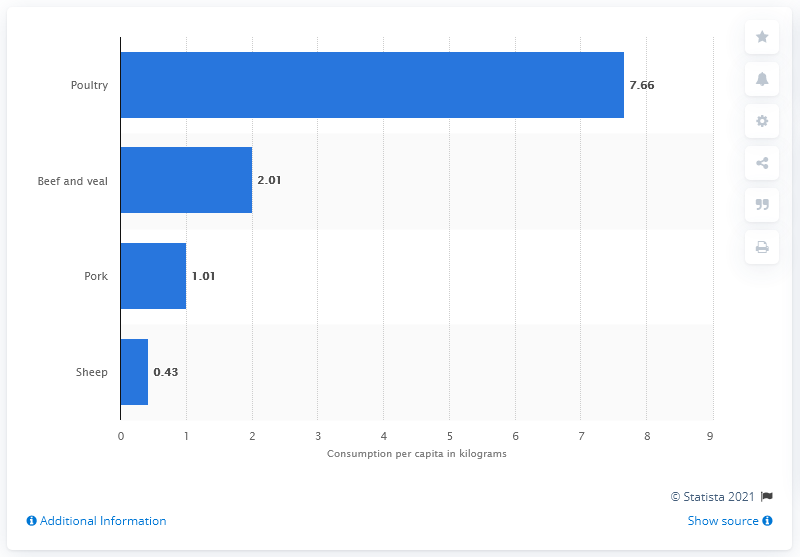 Poultry 7.66
Beef and veal 2.01
Pork 1.01
Sheep 0.43
0 1 2 3 4 5 6 7 8 9
Consumption per capita in kilograms
© Statista 2021
Additional Information Show source